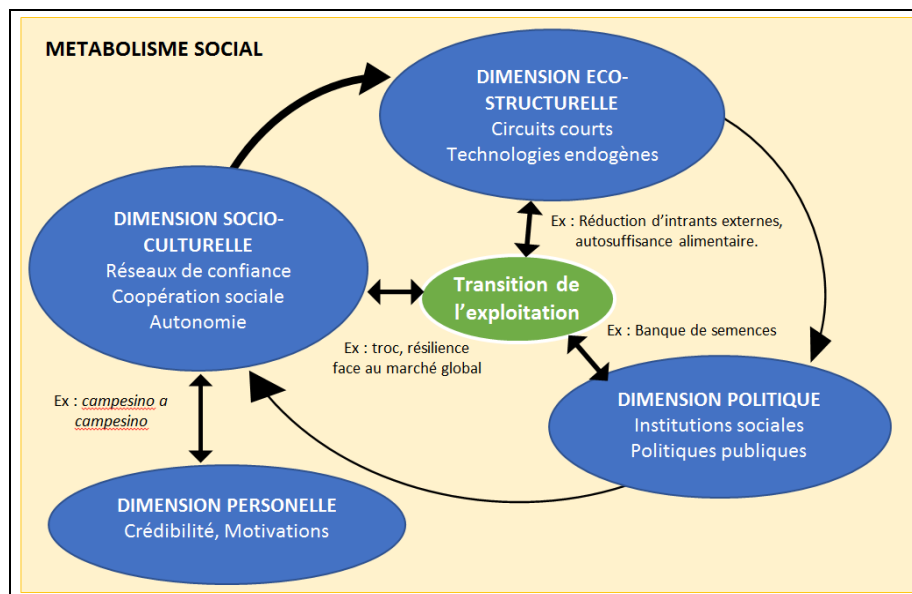 METABOLISME SOCIAL
DIMENSION ECO-
STRUCTURELLE
Circuits courts
Technologies endogènes
DIMENSION SOCIO-
CULTURELLE
Réseaux de confiance
Coopération sociale
Autonomie
Ex : Réduction d'intrants externes,
autosuffisance alimentaire.
Transition de
l'exploitation
Ex : Banque de semences
Ex : troc, résilience
face au marché global
Ex : campesino a
campesino
DIMENSION POLITIQUE
Institutions sociales
Politiques publiques
DIMENSION PERSONELLE
Crédibilité, Motivations